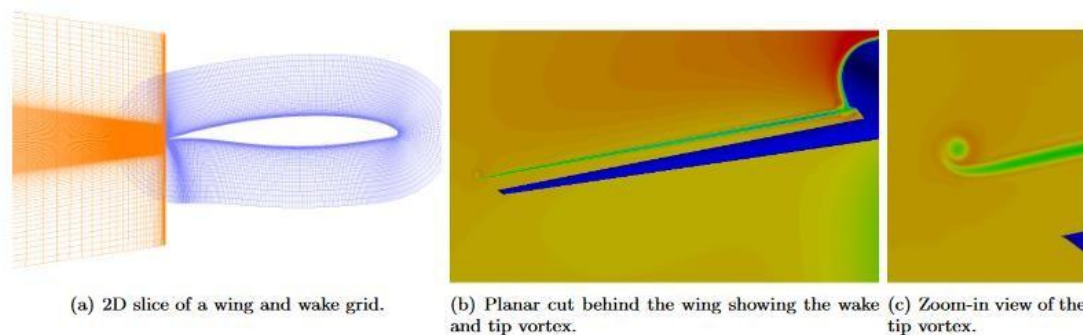 (a) 2D slice of a wing and wake grid.
(b) Planar cut behind the wing showing the wake
and tip vortex.
(c) Zoom-in view of the
tip vortex.